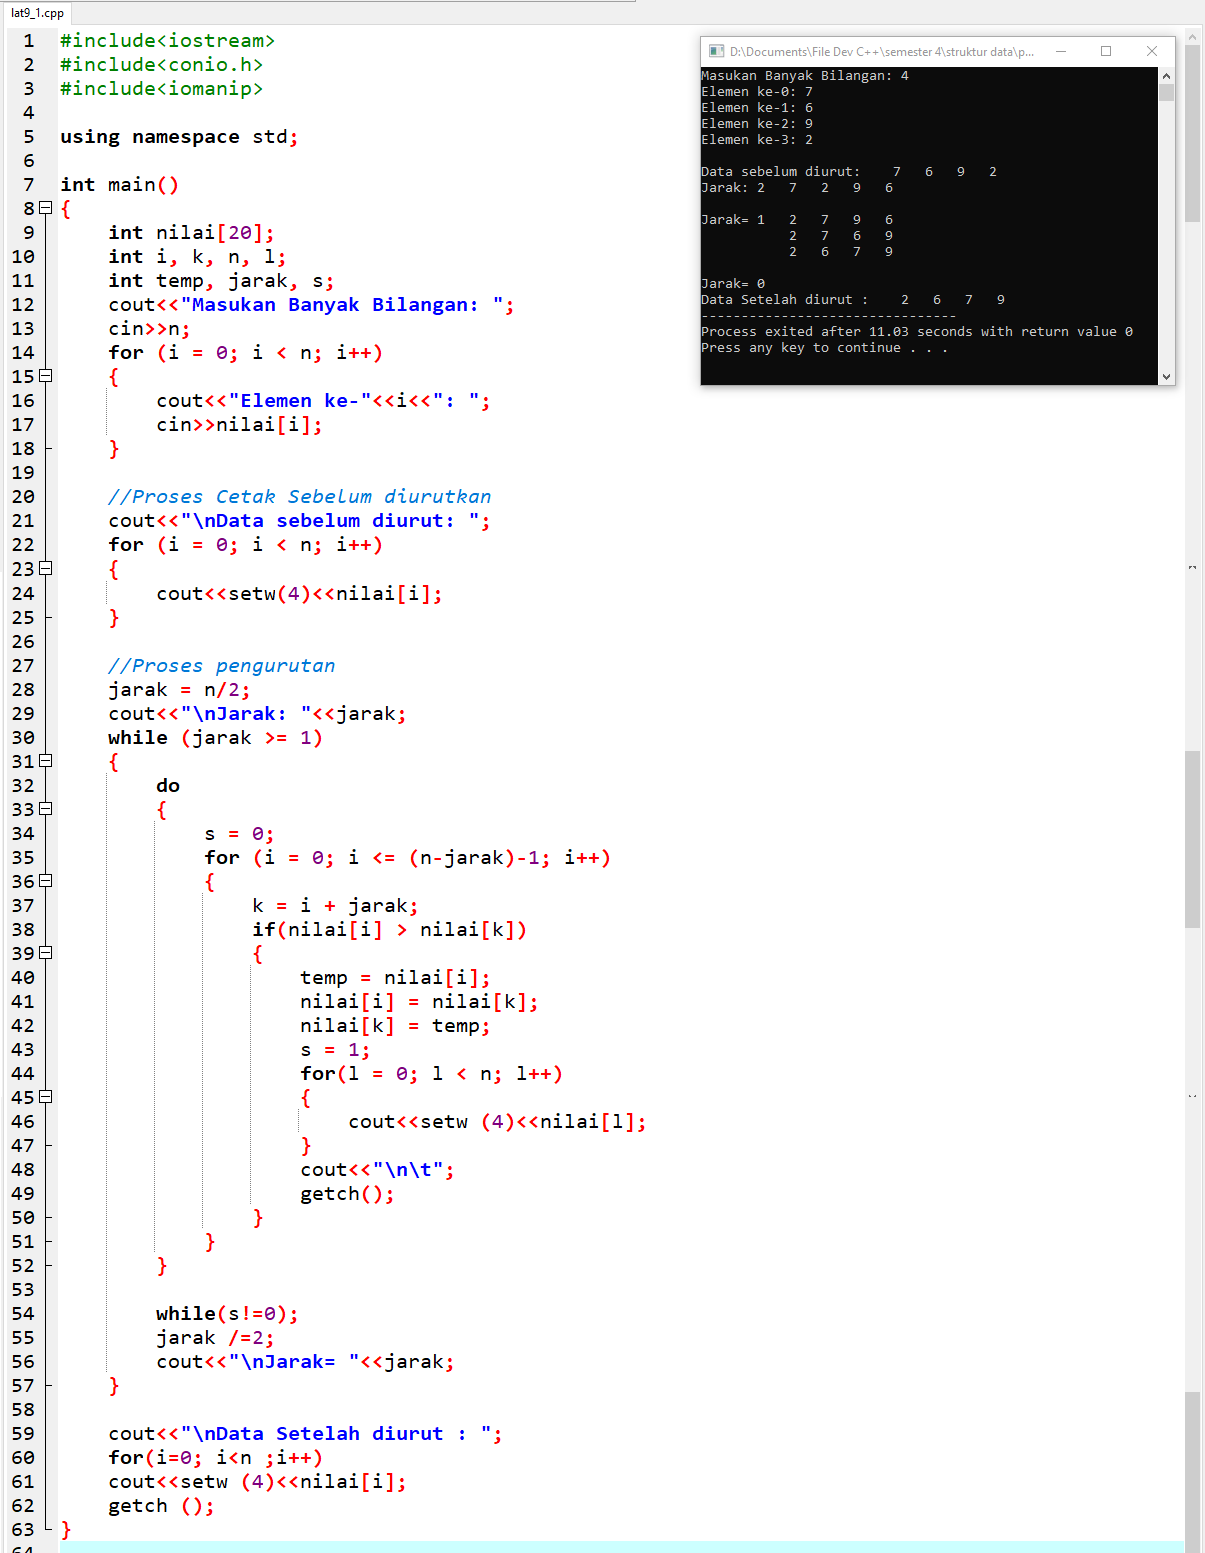 lat9_1.cpp
1 #include<iostream>
2 #include<conio.h>
3 #include<iomanip>
4
5 using namespace std;
6
7 int main()
8 {
9 int nilai[20];
10 int i, k, n, l;
11 int temp, jarak, s;
12 cout<<"Masukan Banyak Bilangan: ";
13 cin>>n;
14 for (i = 0; i < n; i++)
15 {
16 cout<<"Elemen ke-"<<i<<": ";
17 cin>>nilai[i];
18 }
19
20 //Proses Cetak Sebelum diurutkan
21 cout<<"\nData sebelum diurut: ";
22 for (i = 0; i < n; i++)
23 {
24 cout<<setw(4)<<nilai[i];
25 }
26
27 //Proses pengurutan
28 jarak = n/2;
29 cout<<"\nJarak: "<<jarak;
30 while (jarak >= 1)
31 {
32 do
33 {
34 s = 0;
35 for (i = 0; i <= (n-jarak)-1; i++)
36 {
37 k = i + jarak;
38 if(nilai[i] > nilai[k])
39 {
40 temp = nilai[i];
41 nilai[i] = nilai[k];
42 nilai[k] = temp;
43 s = 1;
44 for(l = 0; l < n; l++)
45 {
46 cout<<setw (4)<<nilai[l];
47 }
48 cout<<"\n\t";
49 getch();
50 }
51 }
52 }
53
54 while(s!=0);
55 jarak /=2;
56 cout<<"\nJarak= "<<jarak;
57 }
58
59 cout<<"\nData Setelah diurut : ";
60 for(i=0; i<n ;i++)
61 cout<<setw (4)<<nilai[i];
62 getch ();
63 }
64
D:\Documents\File Dev C++\semester 4\struktur data\p...
Masukan Banyak Bilangan: 4
Elemen ke-0: 7
Elemen ke-1: 6
Elemen ke-2: 9
Elemen ke-3: 2
Data sebelum diurut:    7   6   9   2
Jarak: 2   7   2   9   6
Jarak= 1   2   7   9   6
           2   7   6   9
           2   6   7   9
Jarak= 0
Data Setelah diurut :    2   6   7   9
--------------------------------
Process exited after 11.03 seconds with return value 0
Press any key to continue . . .